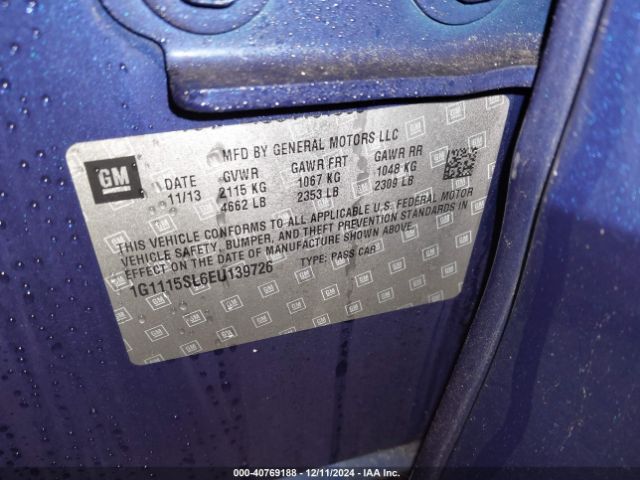 MFD BY GENERAL MOTORS LLC
GM
DATE GVWR GAWR FRT GAWR RR
11/13 2115 KG 1067 KG 1048 KG
4662 LB 2353 LB 2309 LB
THIS VEHICLE CONFORMS TO ALL APPLICABLE U.S. FEDERAL MOTOR
VEHICLE SAFETY, BUMPER, AND THEFT PREVENTION STANDARDS IN
EFFECT ON THE DATE OF MANUFACTURE SHOWN ABOVE.
1G1115SL6EU139726 TYPE: PASS CAR
000-40769188 - 12/11/2024 - IAA Inc.